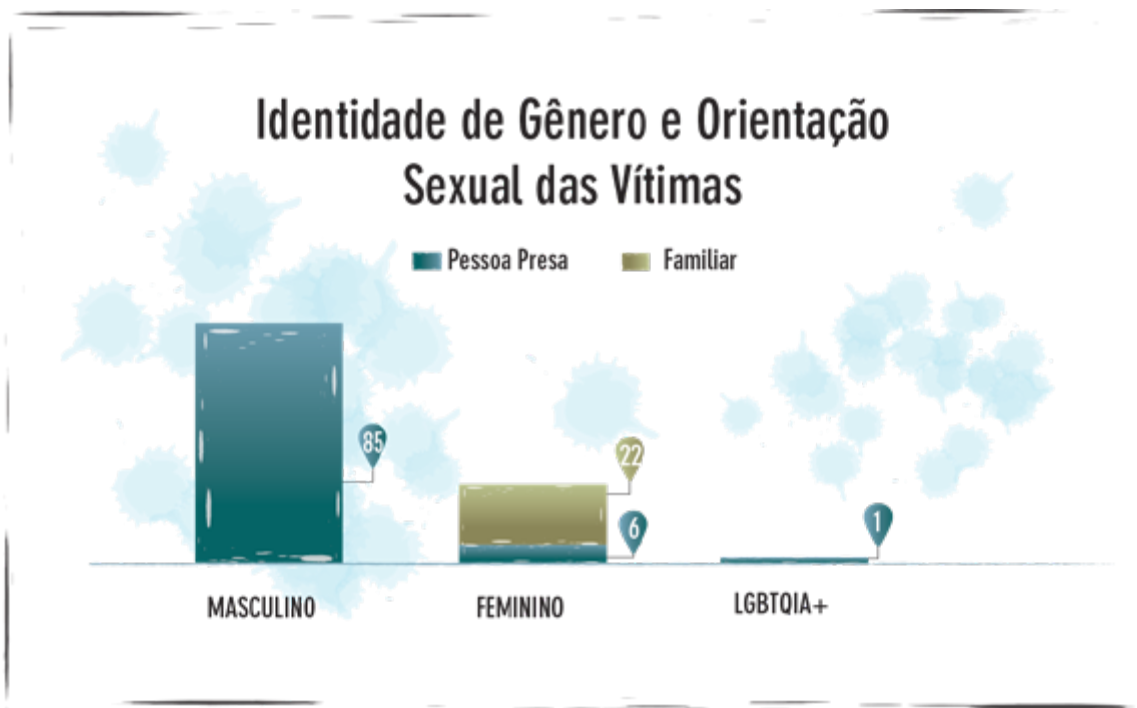 Identidade de Gênero e Orientação
Sexual das Vítimas
Pessoa Presa Familiar
85
22
6
1
MASCULINO FEMININO LGBTQIA+